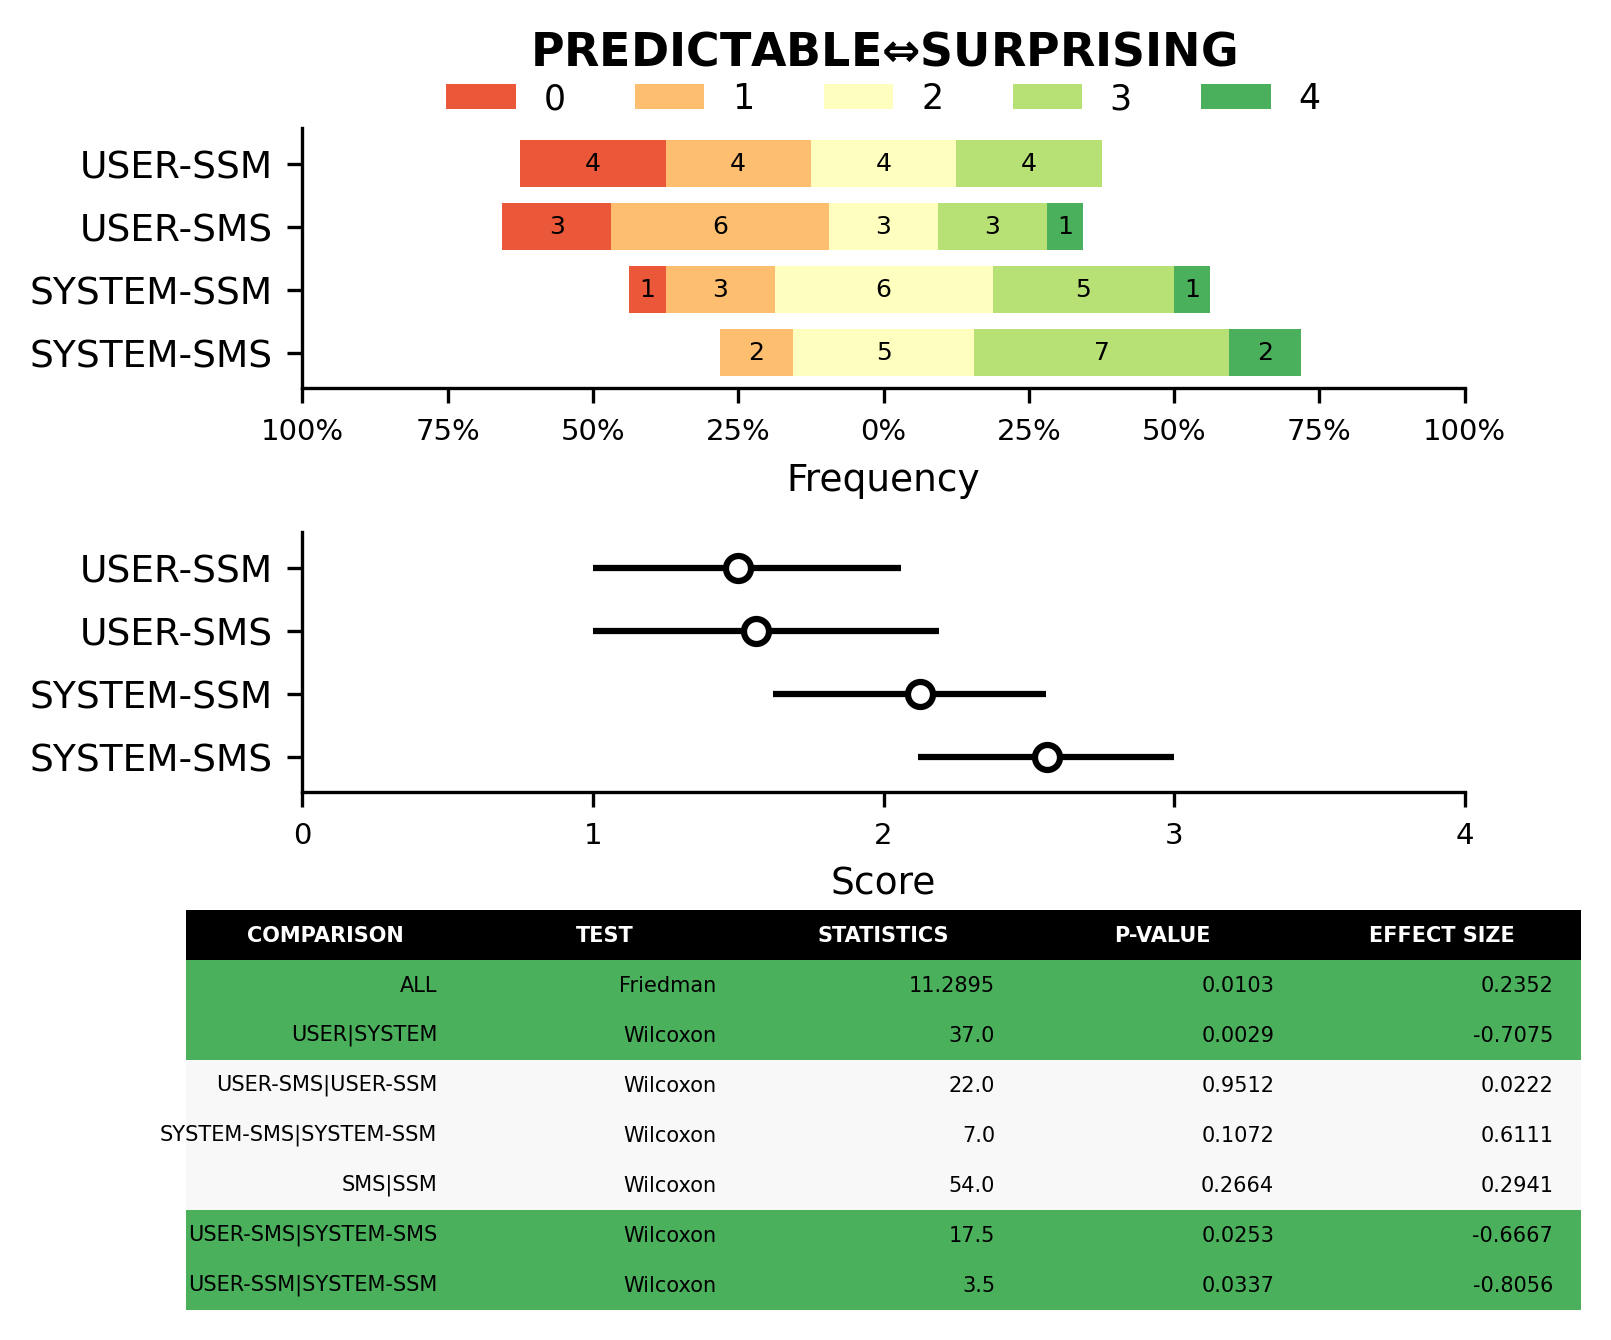 PREDICTABLE⇔SURPRISING
0 1 2 3 4
USER-SSM 4 4 4 4
USER-SMS 3 6 3 3 1
SYSTEM-SSM 1 3 6 5 1
SYSTEM-SMS 2 5 7 2
100% 75% 50% 25% 0% 25% 50% 75% 100%
Frequency
USER-SSM
USER-SMS
SYSTEM-SSM
SYSTEM-SMS
0 1 2 3 4
Score
COMPARISON TEST STATISTICS P-VALUE EFFECT SIZE
ALL Friedman 11.2895 0.0103 0.2352
USER|SYSTEM Wilcoxon 37.0 0.0029 -0.7075
USER-SMS|USER-SSM Wilcoxon 22.0 0.9512 0.0222
SYSTEM-SMS|SYSTEM-SSM Wilcoxon 7.0 0.1072 0.6111
SMS|SSM Wilcoxon 54.0 0.2664 0.2941
USER-SMS|SYSTEM-SMS Wilcoxon 17.5 0.0253 -0.6667
USER-SSM|SYSTEM-SSM Wilcoxon 3.5 0.0337 -0.8056